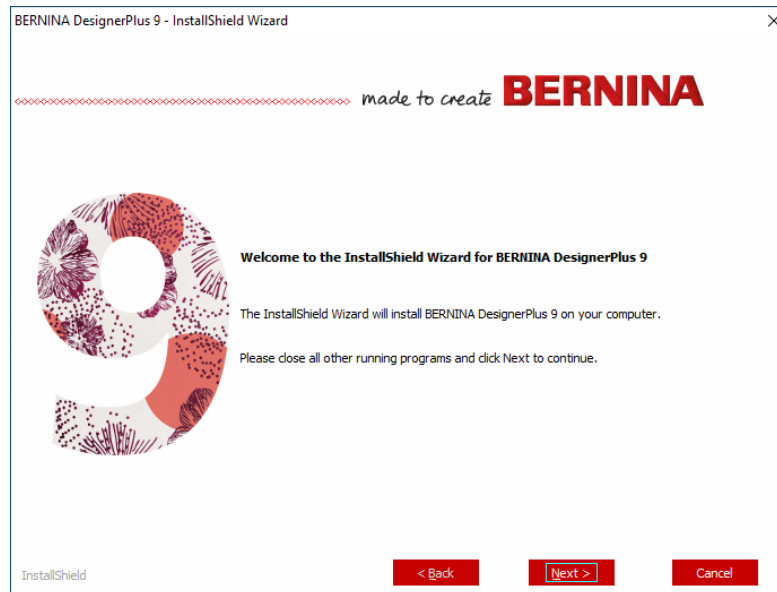 BERNINA DesignerPlus 9 - InstallShield Wizard
made to create BERNINA
9
Welcome to the InstallShield Wizard for BERNINA DesignerPlus 9
The InstallShield Wizard will install BERNINA DesignerPlus 9 on your computer.
Please close all other running programs and click Next to continue.
InstallShield
< Back
Next >
Cancel